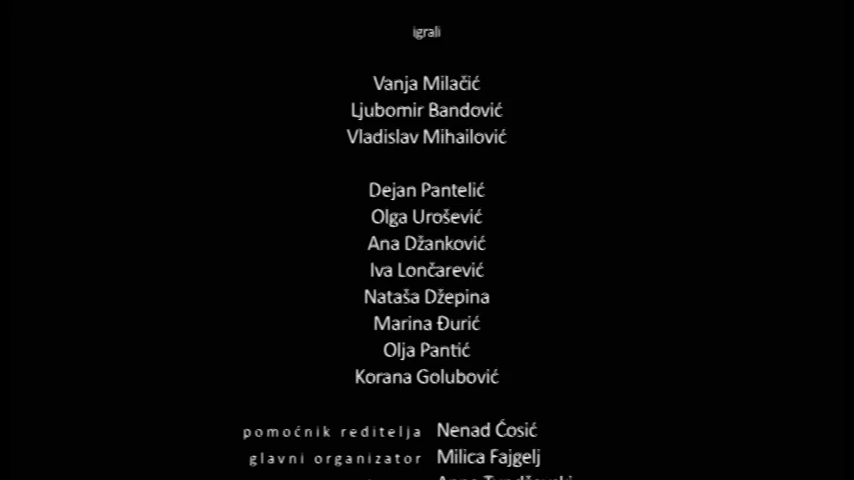 igrali
Vanja Milačić
Ljubomir Bandović
Vladislav Mihailović
Dejan Pantelić
Olga Urošević
Ana Džanković
Iva Lončarević
Nataša Džepina
Marina Đurić
Olja Pantić
Korana Golubović
pomoćnik reditelja Nenad Ćosić
glavni organizator Milica Fajgelj